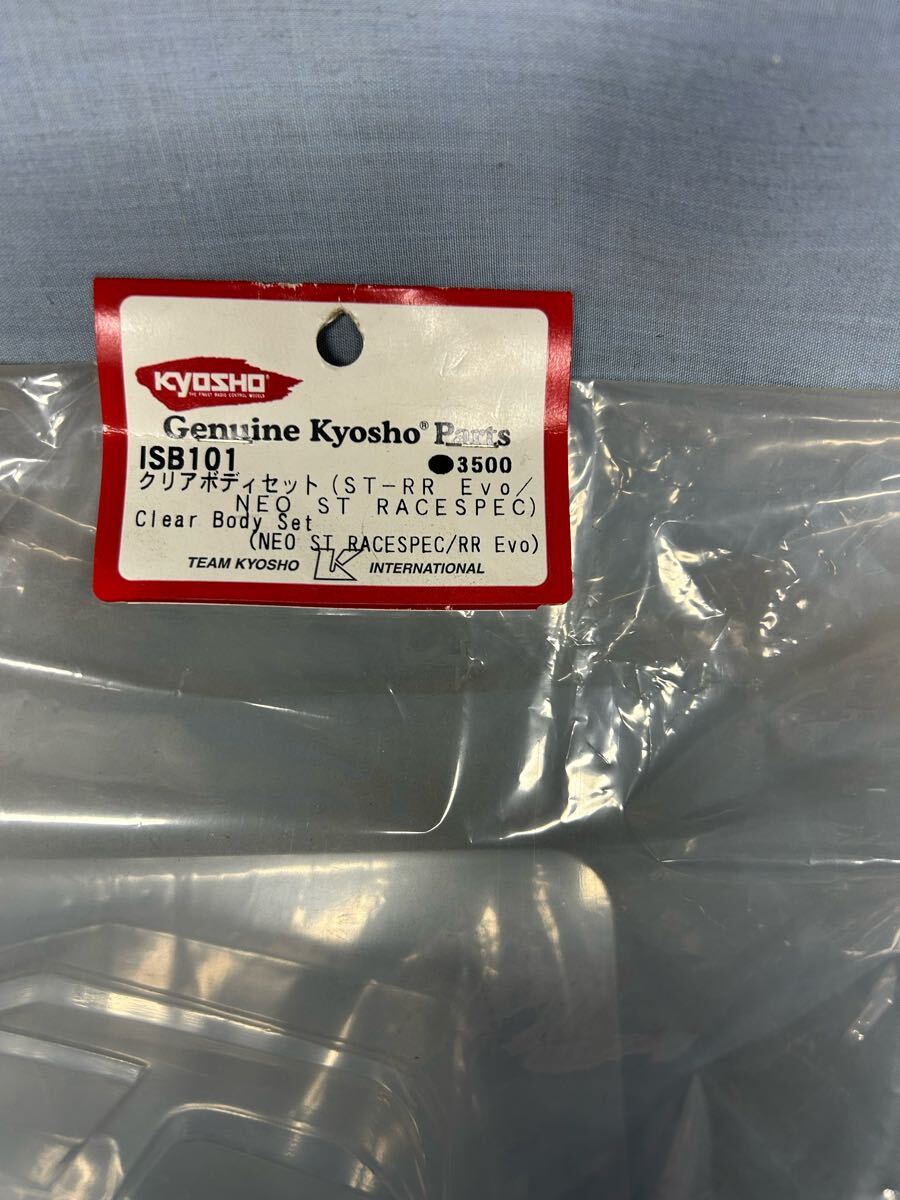 KYOSHO
THE FINEST RADIO CONTROL MODELS
Genuine Kyosho® Parts
ISB101 ●3500
クリアボディセット(ST-RR Evo/
NEO ST RACESPEC)
Clear Body Set
(NEO ST RACESPEC/RR Evo)
TEAM KYOSHO TK INTERNATIONAL